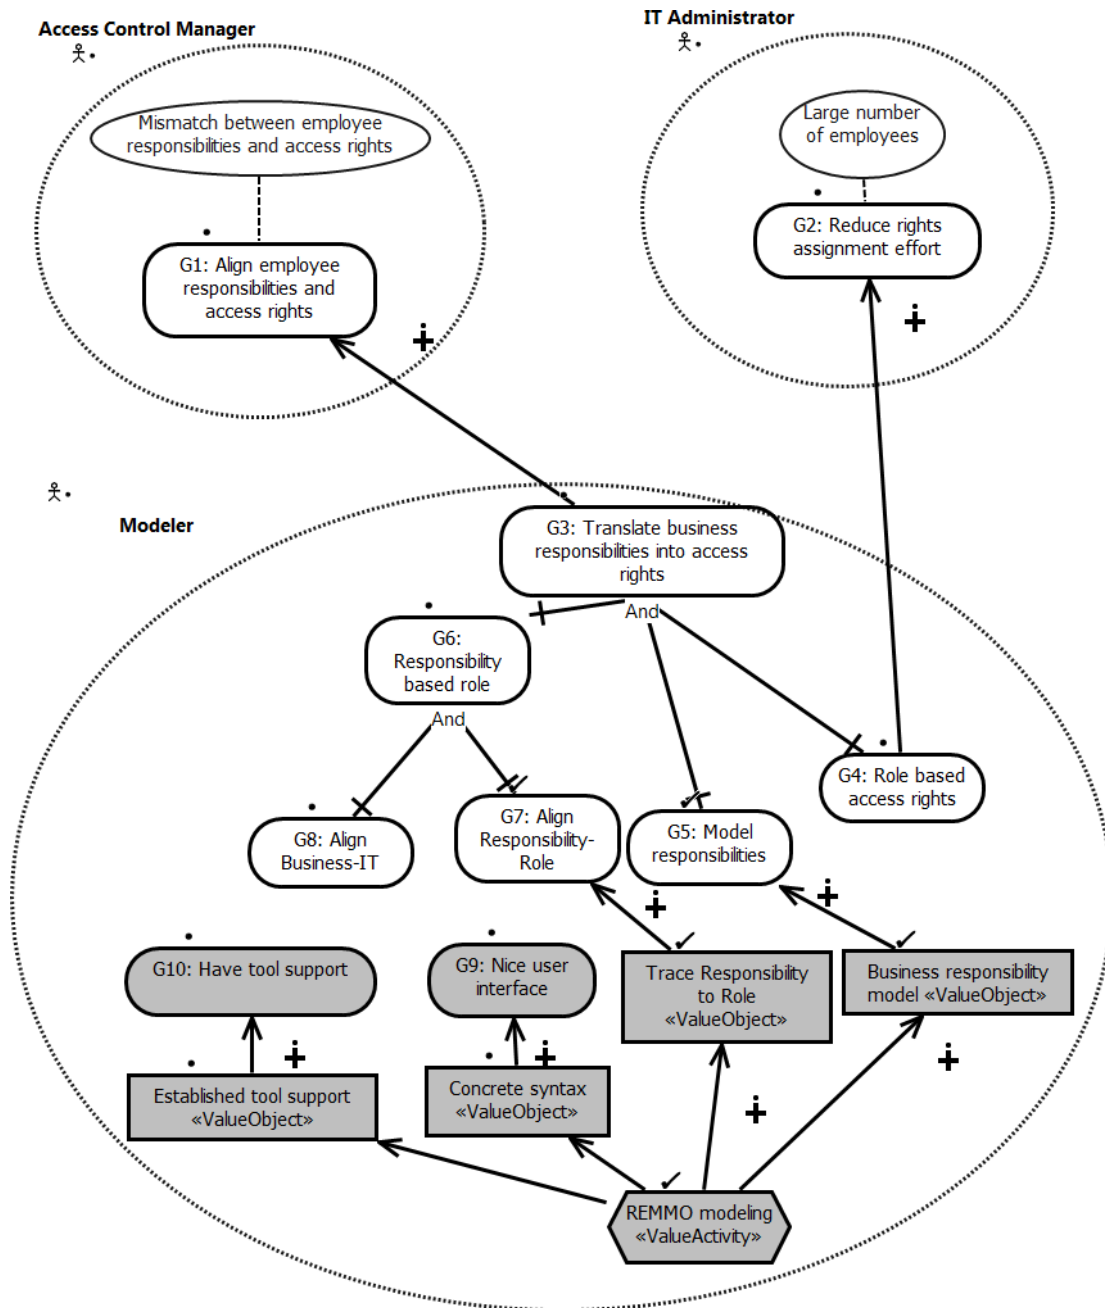 Access Control Manager
IT Administrator
Mismatch between employee
responsibilities and access rights
Large number
of employees
G1: Align employee
responsibilities and
access rights
G2: Reduce rights
assignment effort
Modeler
G3: Translate business
responsibilities into access
rights
And
G6:
Responsibility
based role
And
G4: Role based
access rights
G8: Align
Business-IT
G7: Align
Responsibility-
Role
G5: Model
responsibilities
G10: Have tool support
G9: Nice user
interface
Trace Responsibility
to Role
«ValueObject»
Business responsibility
model «ValueObject»
Established tool support
«ValueObject»
Concrete syntax
«ValueObject»
REMMO modeling
«ValueActivity»